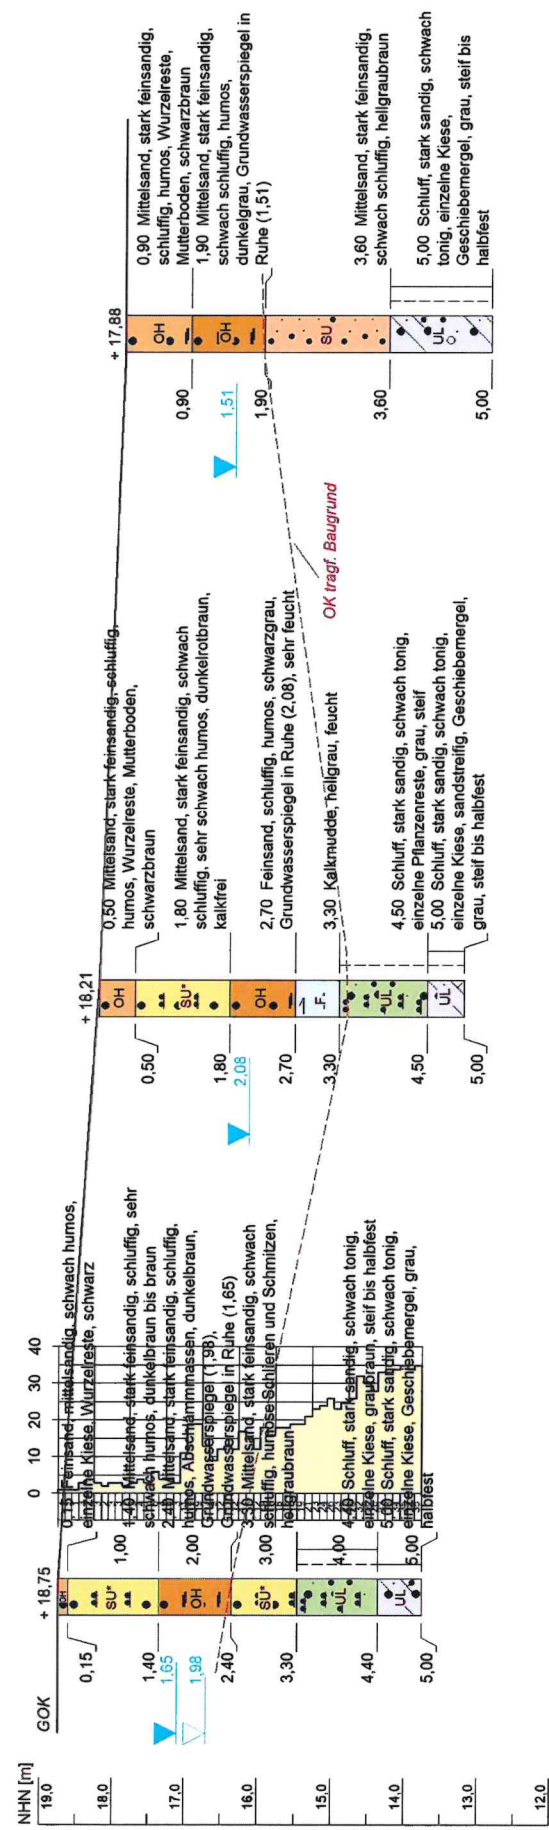 NHN [m]
19,0
18,0
17,0
16,0
15,0
14,0
13,0
12,0
GOK
+ 18,75
OH
SU*
OH
SU*
UL
UL
0,15
1,40
1,65
1,98
2,40
3,30
4,40
5,00
0 10 20 30 40
1,00
2,00
3,00
4,00
5,00
0,15 Feinsand, mittelsandig, schwach humos,
einzelne Kiese, Wurzelreste, schwarz
1,40 Mittelsand, stark feinsandig, schluffig, sehr
schwach humos, dunkelbraun bis braun
2,40 Mittelsand, stark feinsandig, schluffig,
humos, Abschlämmmassen, dunkelbraun,
Grundwasserspiegel (1,98),
Grundwasserspiegel in Ruhe (1,65)
3,30 Mittelsand, stark feinsandig, schwach
schluffig, humose Schlieren und Schmitzen,
hellgraubraun
4,40 Schluff, stark sandig, schwach tonig,
einzelne Kiese, graubraun, steif bis halbfest
5,00 Schluff, stark sandig, schwach tonig,
einzelne Kiese, Geschiebemergel, grau,
halbfest
+ 18,21
OH
SU*
OH
F
UL
UL
0,50
1,80
2,08
2,70
3,30
4,50
5,00
0,50 Mittelsand, stark feinsandig, schluffig,
humos, Wurzelreste, Mutterboden,
schwarzbraun
1,80 Mittelsand, stark feinsandig, schwach
schluffig, sehr schwach humos, dunkelrotbraun,
kalkfrei
2,70 Feinsand, schluffig, humos, schwarzgrau,
Grundwasserspiegel in Ruhe (2,08), sehr feucht
3,30 Kalkmudde, hellgrau, feucht
4,50 Schluff, stark sandig, schwach tonig,
einzelne Pflanzenreste, grau, steif
5,00 Schluff, stark sandig, schwach tonig,
einzelne Kiese, sandstreifig, Geschiebemergel,
grau, steif bis halbfest
OK tragf. Baugrund
+ 17,88
OH
OH
SU
UL
0,90
1,51
1,90
3,60
5,00
0,90 Mittelsand, stark feinsandig,
schluffig, humos, Wurzelreste,
Mutterboden, schwarzbraun
1,90 Mittelsand, stark feinsandig,
schwach schluffig, humos,
dunkelgrau, Grundwasserspiegel in
Ruhe (1,51)
3,60 Mittelsand, stark feinsandig,
schwach schluffig, hellgraubraun
5,00 Schluff, stark sandig, schwach
tonig, einzelne Kiese,
Geschiebemergel, grau, steif bis
halbfest